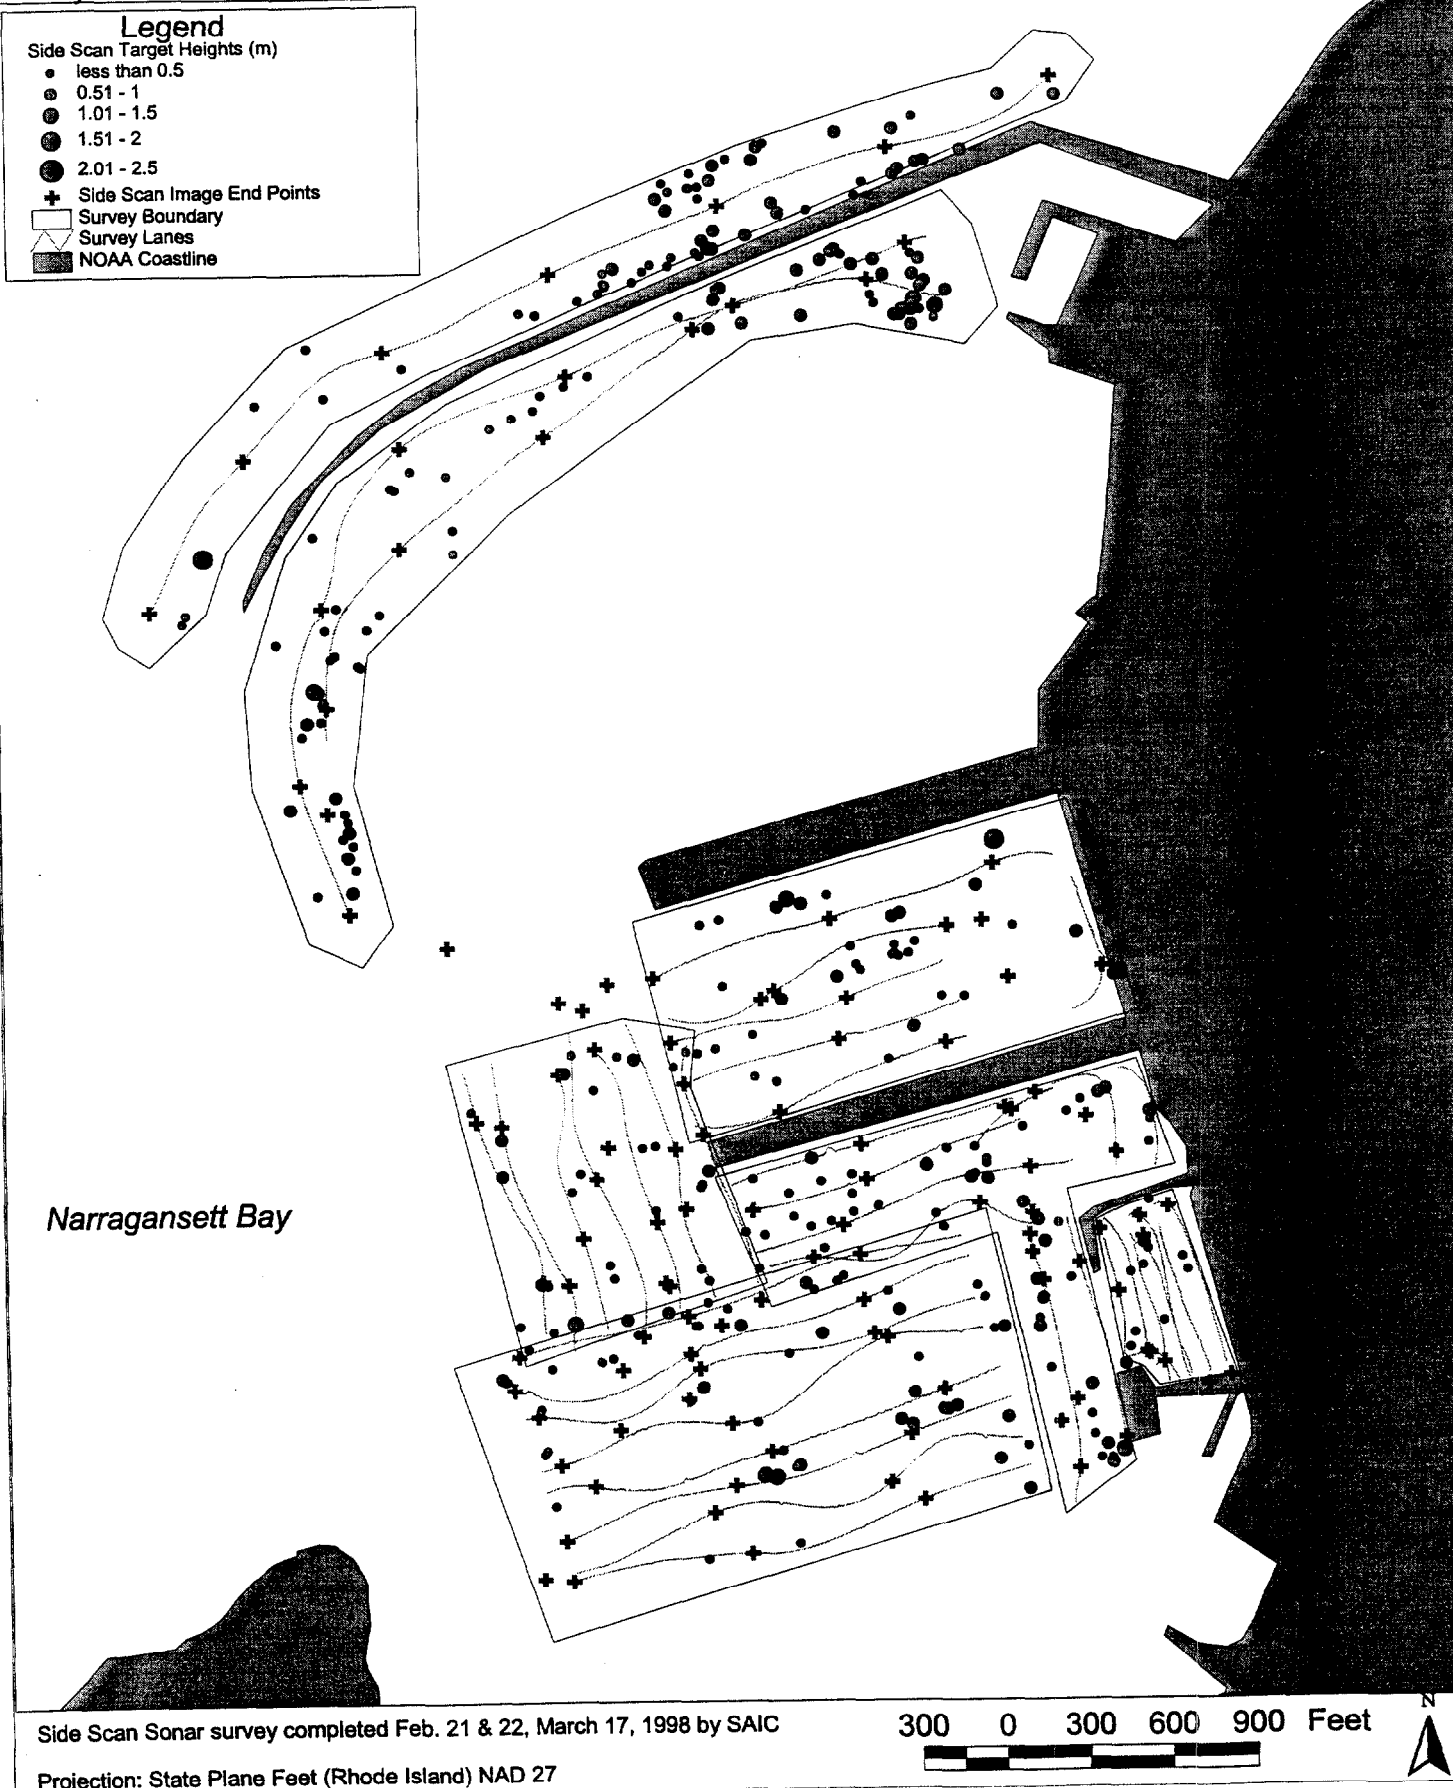 Legend
Side Scan Target Heights (m)
less than 0.5
0.51 - 1
1.01 - 1.5
1.51 - 2
2.01 - 2.5
Side Scan Image End Points
Survey Boundary
Survey Lanes
NOAA Coastline
Narragansett Bay
Side Scan Sonar survey completed Feb. 21 & 22, March 17, 1998 by SAIC
300 0 300 600 900 Feet
N
Projection: State Plane Feet (Rhode Island) NAD 27